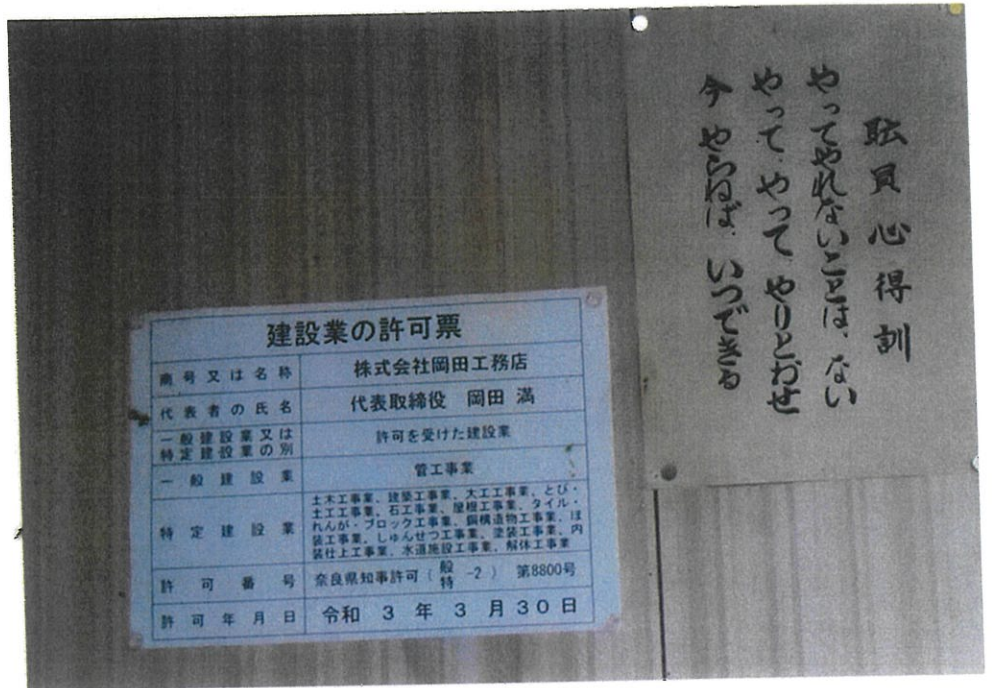 職員心得訓
やってやれないことは、ない
やって、やって、やりとおせ
今 やらねば、いつできる
建設業の許可票
商号又は名称 株式会社岡田工務店
代表者の氏名 代表取締役 岡田 満
一般建設業又は
特定建設業の別 許可を受けた建設業
一般建設業 管工事業
特定建設業
土木工事業、建築工事業、大工工事業、とび・
土工工事業、石工事業、屋根工事業、タイル・
れんが・ブロック工事業、鋼構造物工事業、ほ
装工事業、しゅんせつ工事業、塗装工事業、内
装仕上工事業、水道施設工事業、解体工事業
許可番号 奈良県知事許可(般特-2) 第8800号
許可年月日 令和 3 年 3 月 30 日